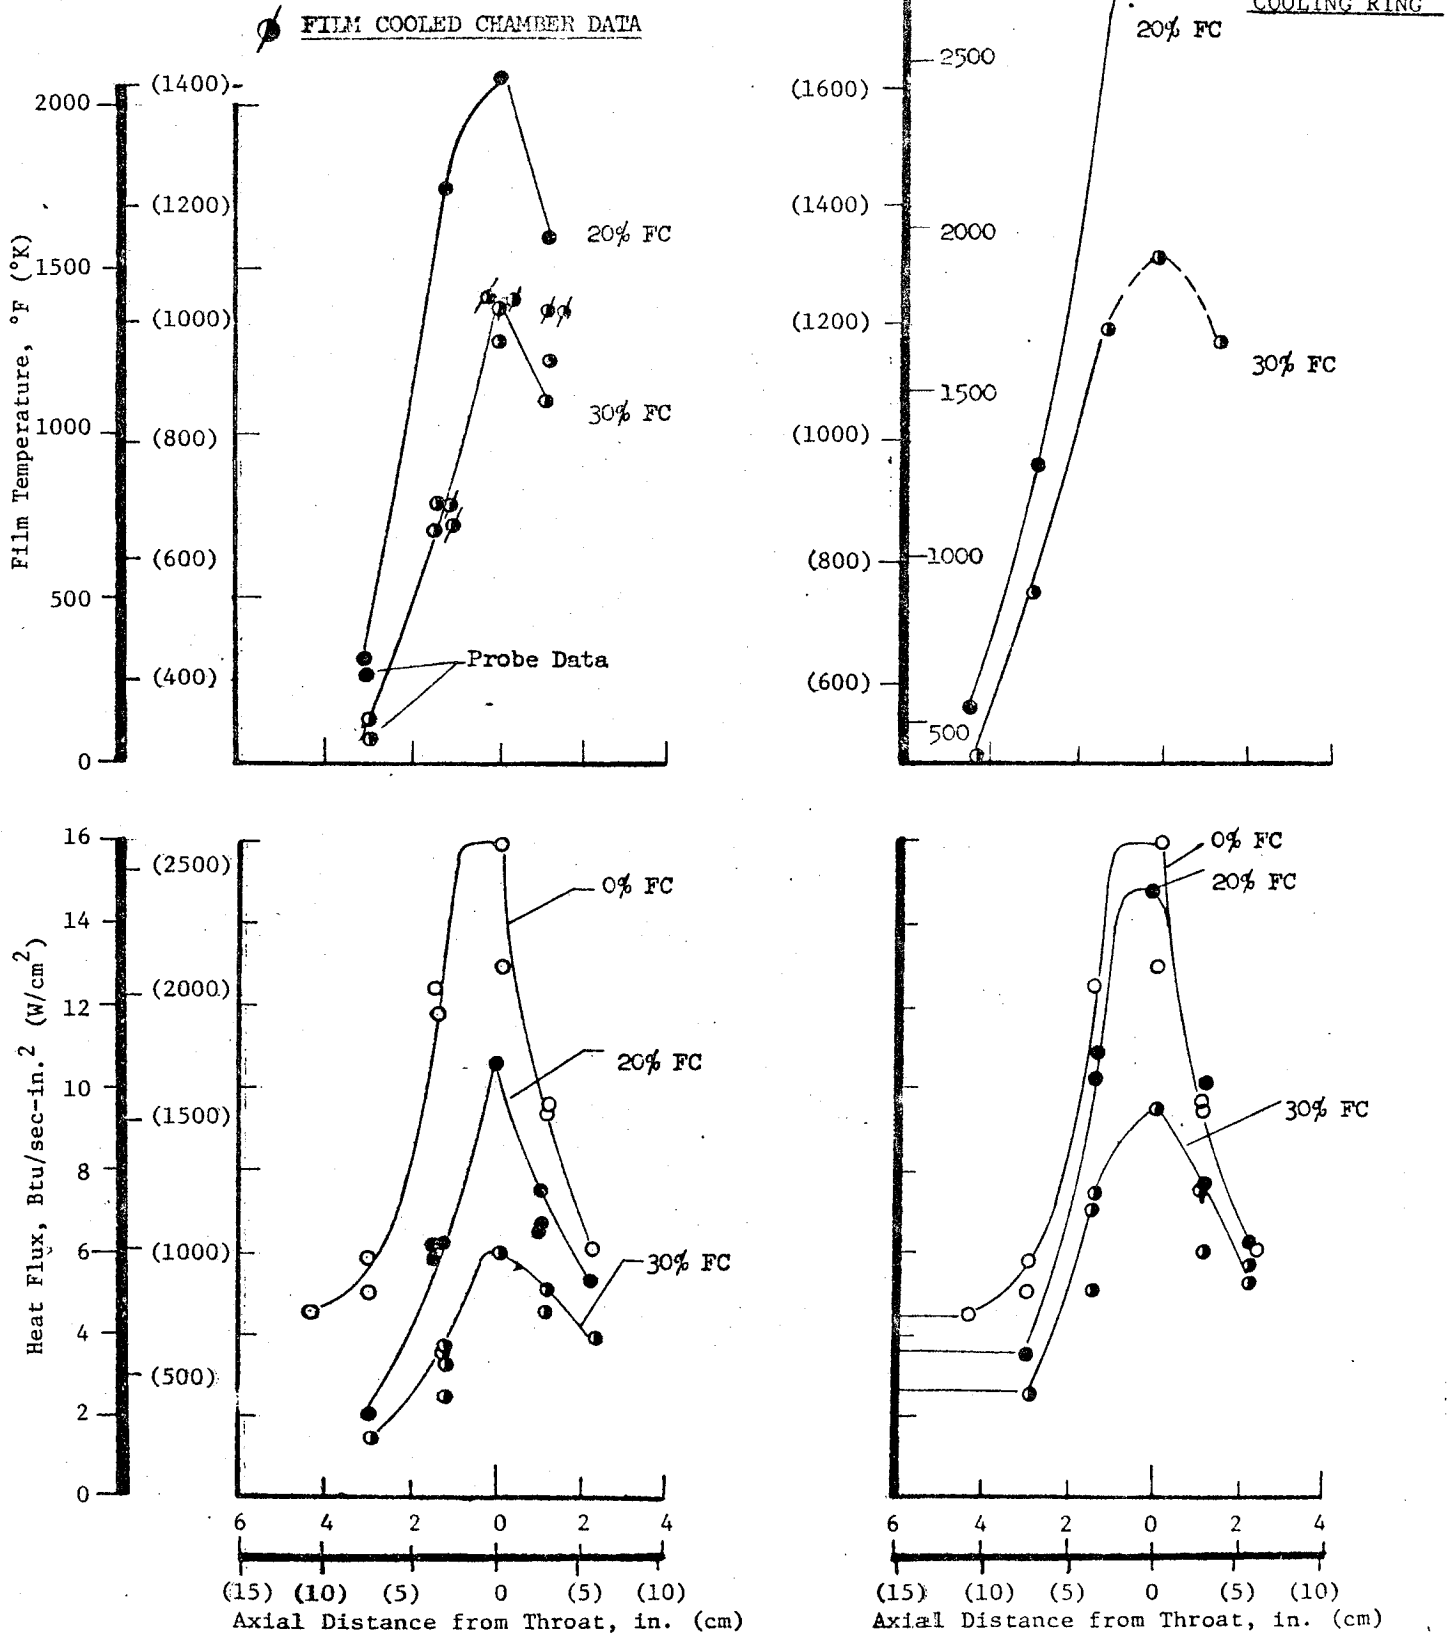 FILM COOLED CHAMBER DATA
COOLING RING
20% FC
2000
(1400)
(1200)
1500
(1000)
1000
(800)
(600)
500
(400)
0
Film Temperature, °F (°K)
20% FC
30% FC
Probe Data
(1600)
(1400)
(1200)
(1000)
(800)
(600)
2500
2000
1500
1000
500
30% FC
16
14
12
10
8
6
4
2
0
(2500)
(2000)
(1500)
(1000)
(500)
Heat Flux, Btu/sec-in.2 (W/cm2)
0% FC
20% FC
30% FC
0% FC
20% FC
30% FC
6 4 2 0 2 4
(15) (10) (5) 0 (5) (10)
Axial Distance from Throat, in. (cm)
6 4 2 0 2 4
(15) (10) (5) 0 (5) (10)
Axial Distance from Throat, in. (cm)